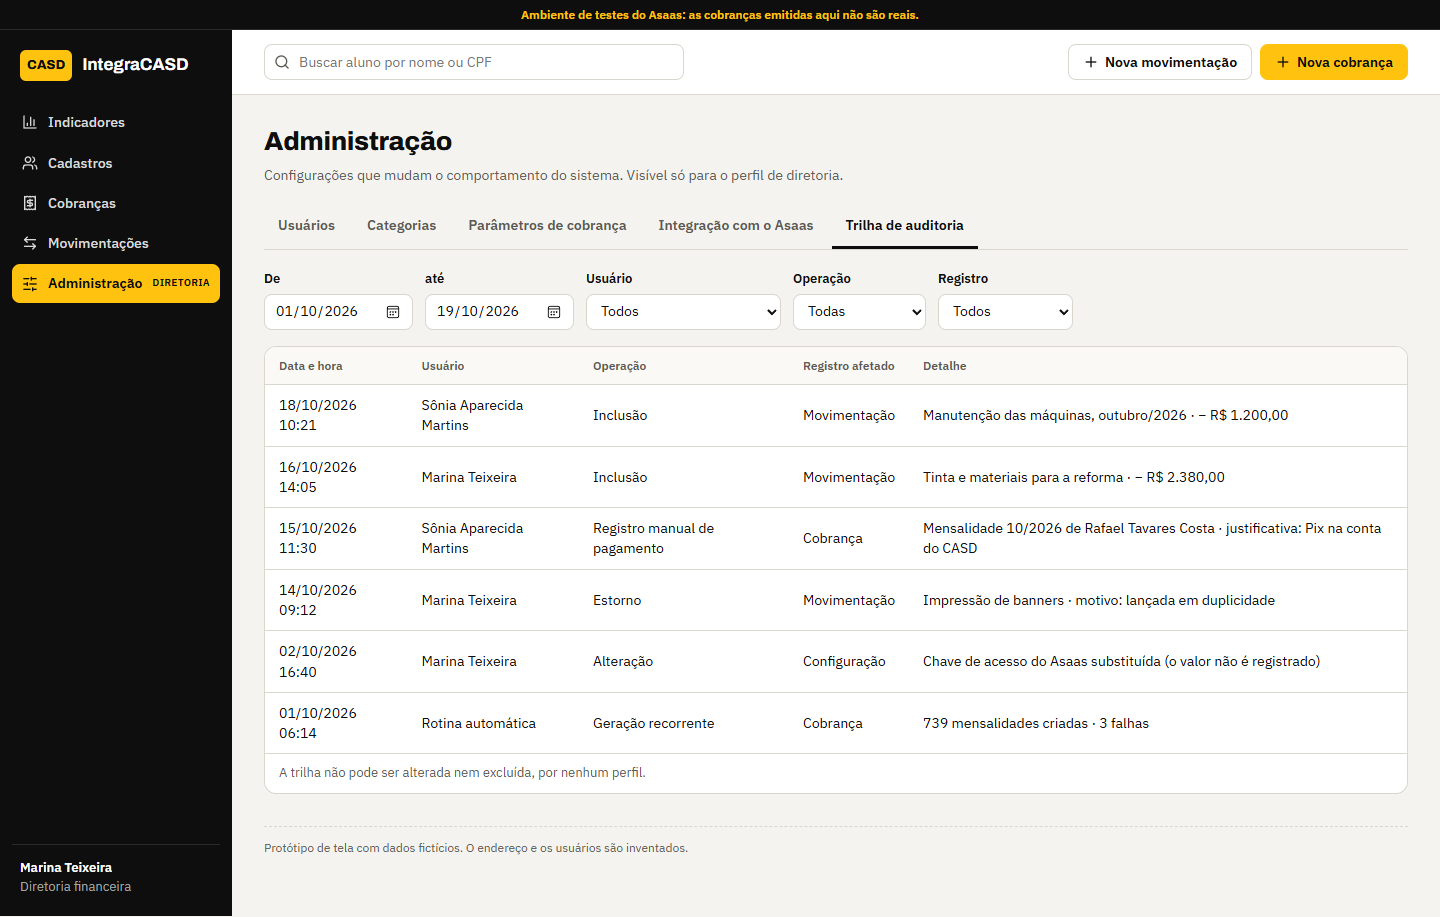 Ambiente de testes do Asaas: as cobranças emitidas aqui não são reais.
CASD IntegraCASD
Indicadores
Cadastros
Cobranças
Movimentações
Administração DIRETORIA
Marina Teixeira
Diretoria financeira
Buscar aluno por nome ou CPF
Nova movimentação
Nova cobrança
Administração
Configurações que mudam o comportamento do sistema. Visível só para o perfil de diretoria.
Usuários Categorias Parâmetros de cobrança Integração com o Asaas Trilha de auditoria
De até Usuário Operação Registro
01/10/2026 19/10/2026 Todos Todas Todos
Data e hora Usuário Operação Registro afetado Detalhe
18/10/2026 10:21 Sônia Aparecida Martins Inclusão Movimentação Manutenção das máquinas, outubro/2026 · − R$ 1.200,00
16/10/2026 14:05 Marina Teixeira Inclusão Movimentação Tinta e materiais para a reforma · − R$ 2.380,00
15/10/2026 11:30 Sônia Aparecida Martins Registro manual de pagamento Cobrança Mensalidade 10/2026 de Rafael Tavares Costa · justificativa: Pix na conta do CASD
14/10/2026 09:12 Marina Teixeira Estorno Movimentação Impressão de banners · motivo: lançada em duplicidade
02/10/2026 16:40 Marina Teixeira Alteração Configuração Chave de acesso do Asaas substituída (o valor não é registrado)
01/10/2026 06:14 Rotina automática Geração recorrente Cobrança 739 mensalidades criadas · 3 falhas
A trilha não pode ser alterada nem excluída, por nenhum perfil.
Protótipo de tela com dados fictícios. O endereço e os usuários são inventados.